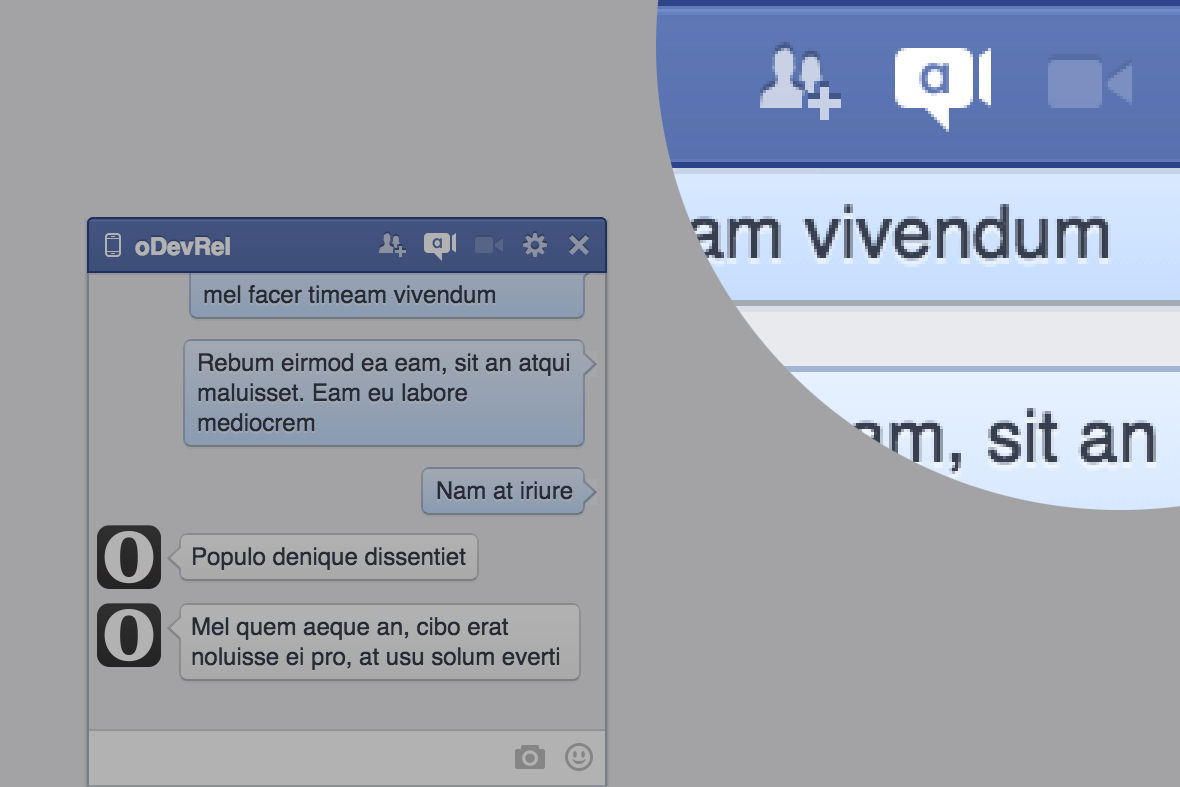 oDevRel
a
mel facer timeam vivendum
Rebum eirmod ea eam, sit an atqui
maluisset. Eam eu labore
mediocrem
Nam at iriure
O
Populo denique dissentiet
O
Mel quem aeque an, cibo erat
noluisse ei pro, at usu solum everti
a
am vivendum
am, sit an